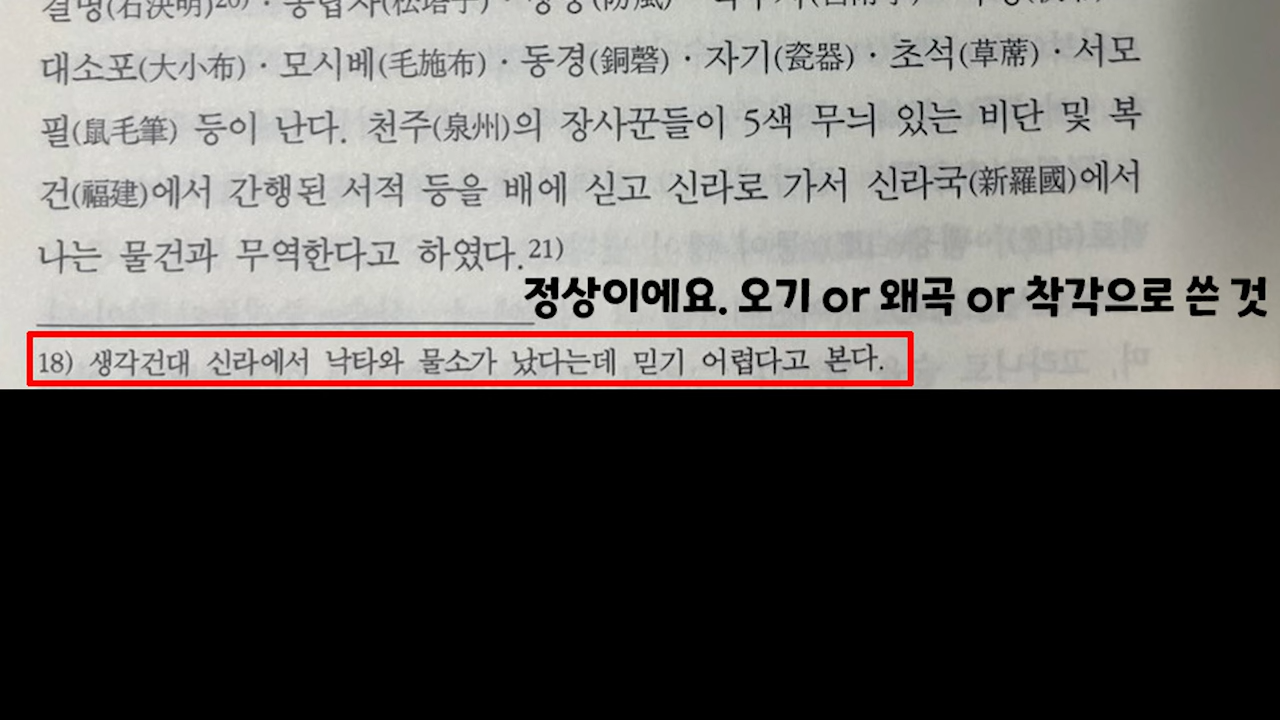 대소포(大小布)·모시베(毛施布)·동경(銅磬)·자기(瓷器)·초석(草蓆)·서모
필(鼠毛筆) 등이 난다. 천주(泉州)의 장사꾼들이 5색 무늬 있는 비단 및 복
건(福建)에서 간행된 서적 등을 배에 싣고 신라로 가서 신라국(新羅國)에서
나는 물건과 무역한다고 하였다.21)
정상이에요. 오기 or 왜곡 or 착각으로 쓴 것
18) 생각건대 신라에서 낙타와 물소가 났다는데 믿기 어렵다고 본다.